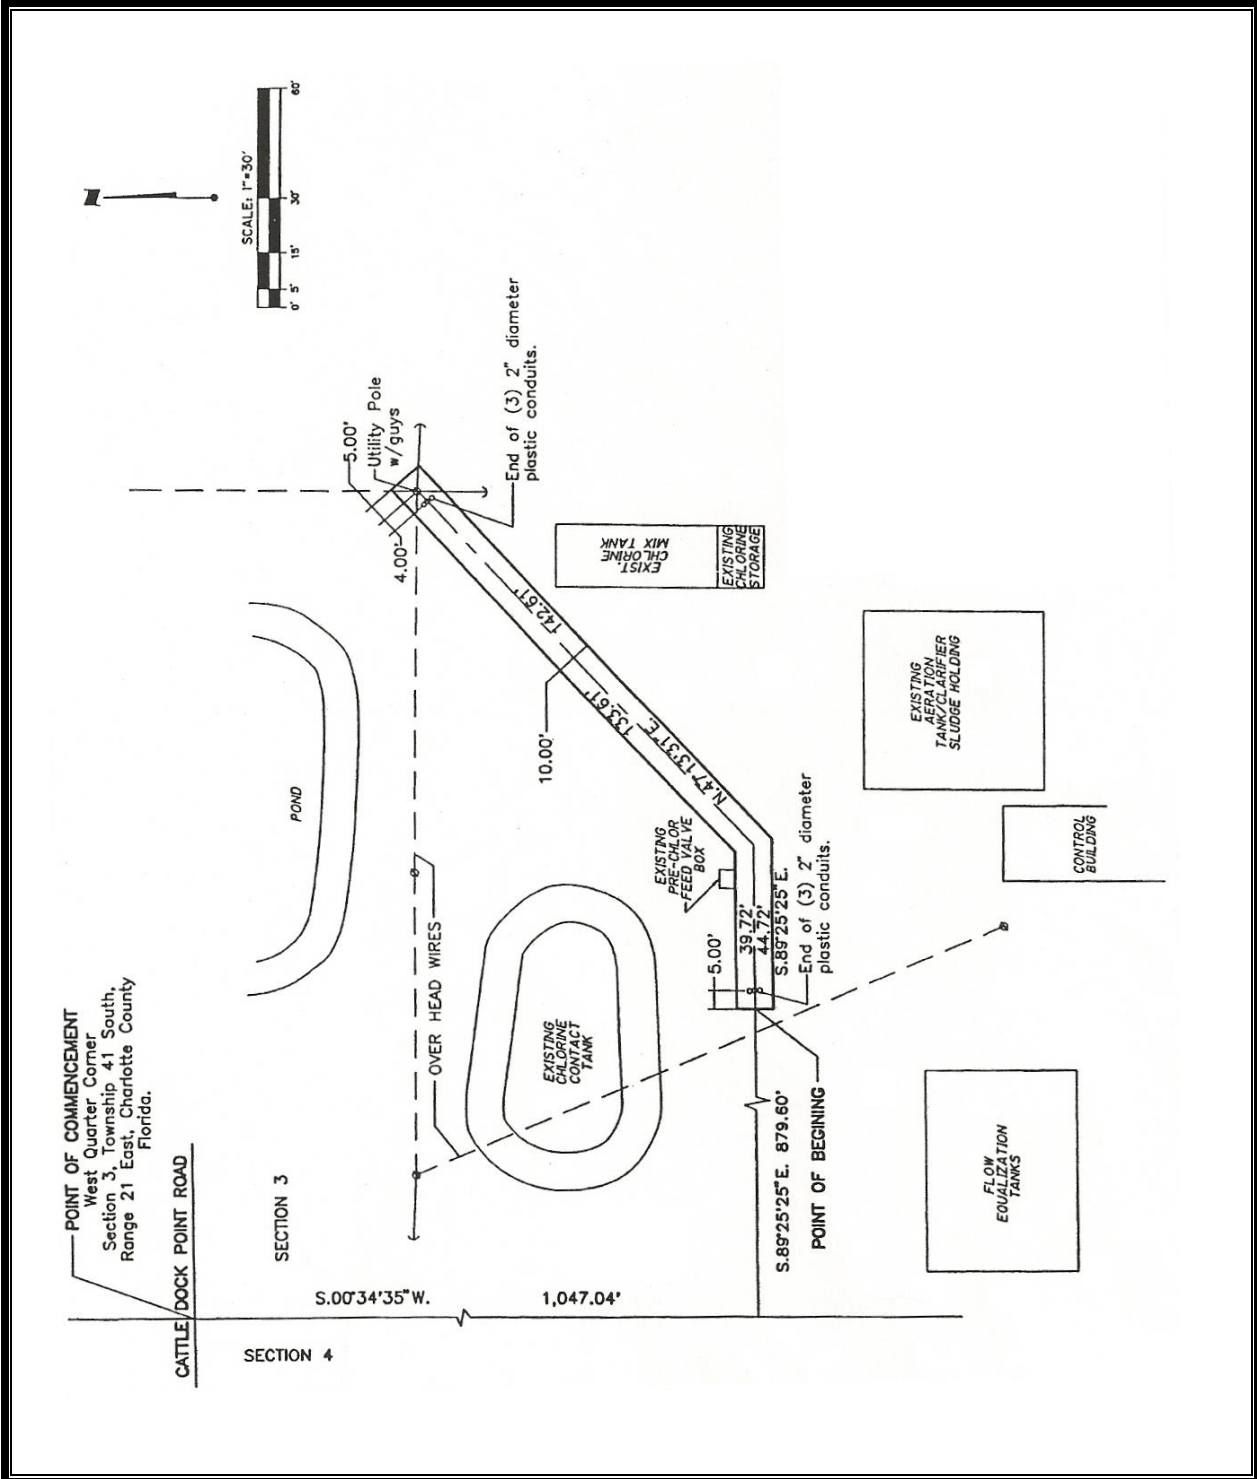 POINT OF COMMENCEMENT
West Quarter Corner
Section 3, Township 41 South,
Range 21 East, Charlotte County
Florida.
CATTLE DOCK POINT ROAD
SECTION 3
SECTION 4
S.00°34'35"W.
1,047.04'
N
SCALE: 1"=30'
0' 5' 15' 30' 60'
POND
OVER HEAD WIRES
5.00'
Utility Pole
w/guys
4.00'
End of (3) 2" diameter
plastic conduits.
EXIST.
CHLORINE
MIX TANK
EXISTING
CHLORINE
STORAGE
142.61'
133.61'
N.47°13'31"E.
10.00'
EXISTING
PRE-CHLOR
FEED VALVE
BOX
EXISTING
CHLORINE
CONTACT
TANK
5.00'
39.72'
44.72'
S.89°25'25"E.
End of (3) 2" diameter
plastic conduits.
S.89°25'25"E. 879.60'
POINT OF BEGINING
EXISTING
AERATION
TANK/CLARIFIER
SLUDGE HOLDING
CONTROL
BUILDING
FLOW
EQUALIZATION
TANKS